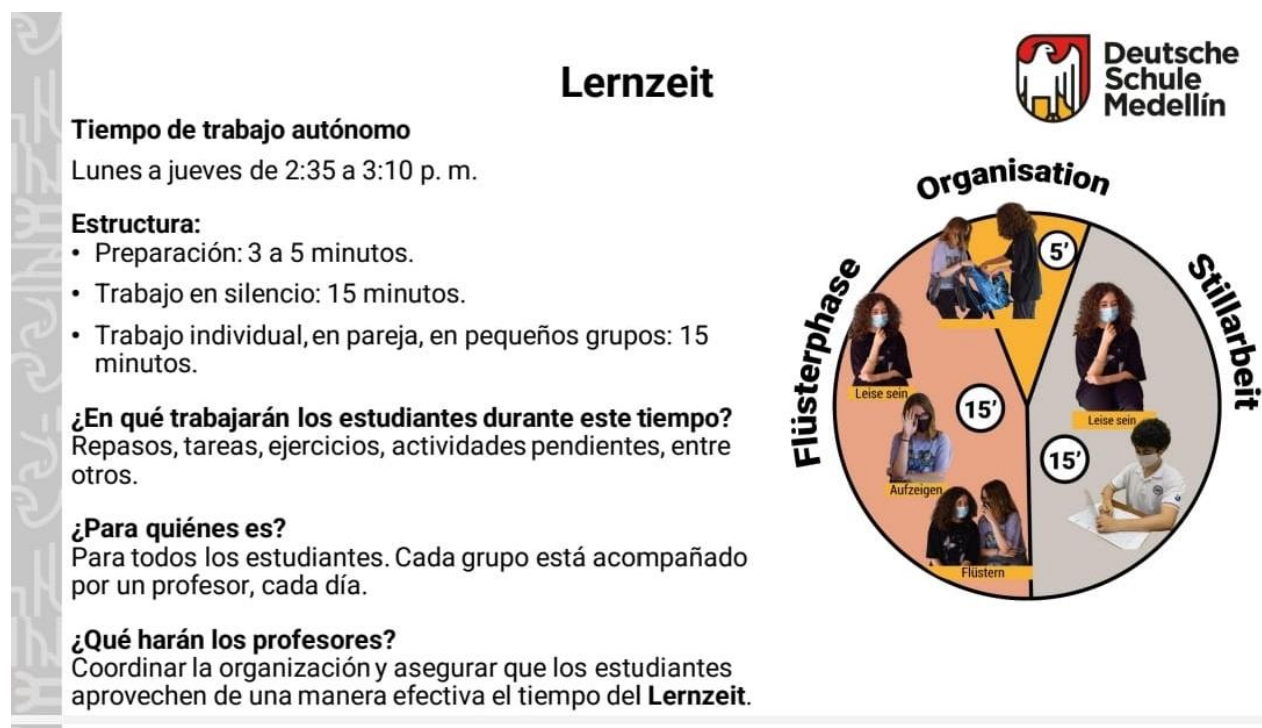 Lernzeit
Deutsche
Schule
Medellín
Tiempo de trabajo autónomo
Lunes a jueves de 2:35 a 3:10 p. m.
Estructura:
• Preparación: 3 a 5 minutos.
• Trabajo en silencio: 15 minutos.
• Trabajo individual, en pareja, en pequeños grupos: 15
minutos.
¿En qué trabajarán los estudiantes durante este tiempo?
Repasos, tareas, ejercicios, actividades pendientes, entre
otros.
¿Para quiénes es?
Para todos los estudiantes. Cada grupo está acompañado
por un profesor, cada día.
¿Qué harán los profesores?
Coordinar la organización y asegurar que los estudiantes
aprovechen de una manera efectiva el tiempo del Lernzeit.
Organisation
5’
Stillarbeit
Leise sein
15’
Flüsterphase
Leise sein
15’
Aufzeigen
Flüstern